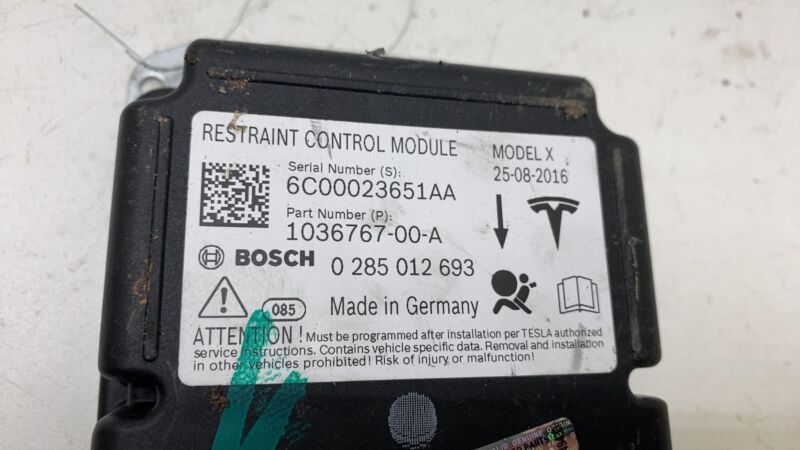 RESTRAINT CONTROL MODULE
MODEL X
25-08-2016
Serial Number (S):
6C00023651AA
Part Number (P):
1036767-00-A
BOSCH 0 285 012 693
085
Made in Germany
ATTENTION ! Must be programmed after installation per TESLA authorized
service instructions. Contains vehicle specific data. Removal and installation
in other vehicles prohibited! Risk of injury or malfunction!
GENUINE
PARTS